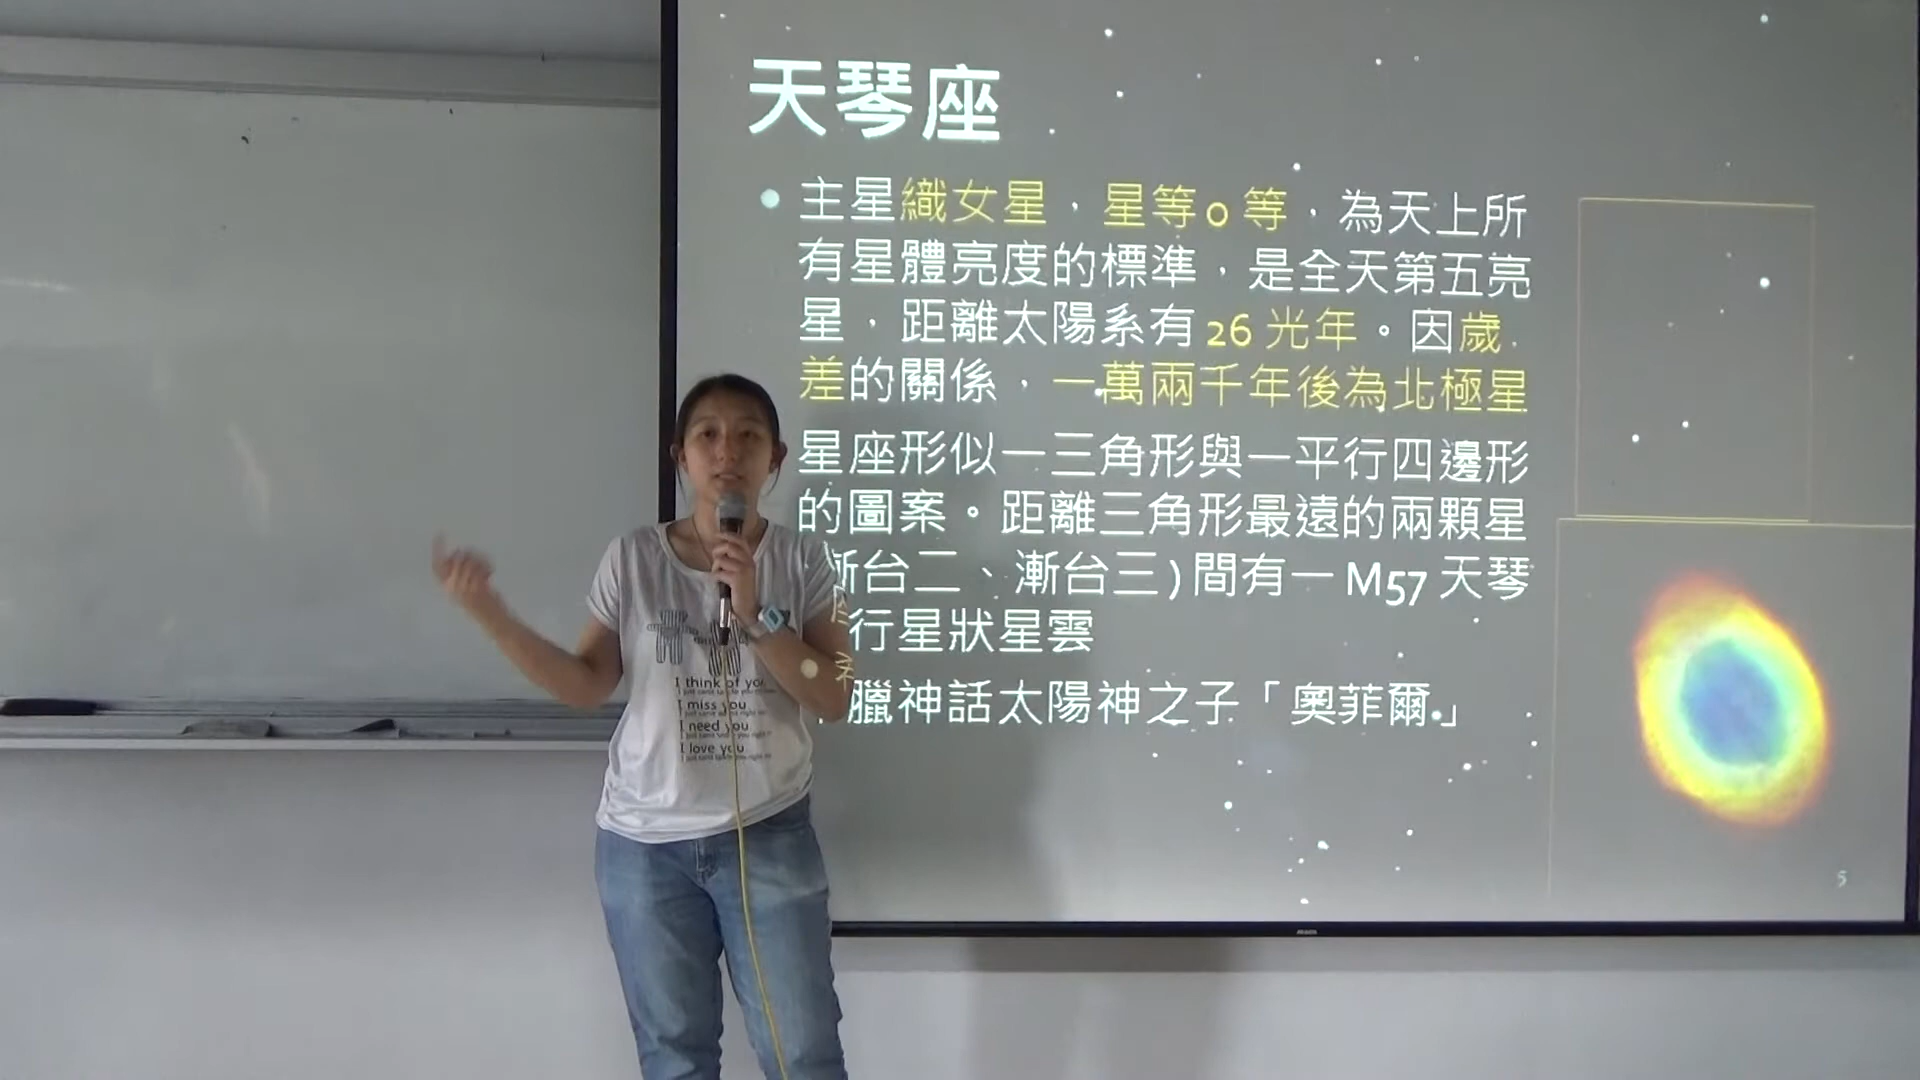 天琴座
主星織女星，星等0等，為天上所
有星體亮度的標準，是全天第五亮
星，距離太陽系有26光年。因歲
差的關係，一萬兩千年後為北極星
星座形似一三角形與一平行四邊形
的圖案。距離三角形最遠的兩顆星
漸台二、漸台三)間有一M57天琴
行星狀星雲
臘神話太陽神之子「奧菲爾」
5
I think of you
I miss you
I need you
I love you